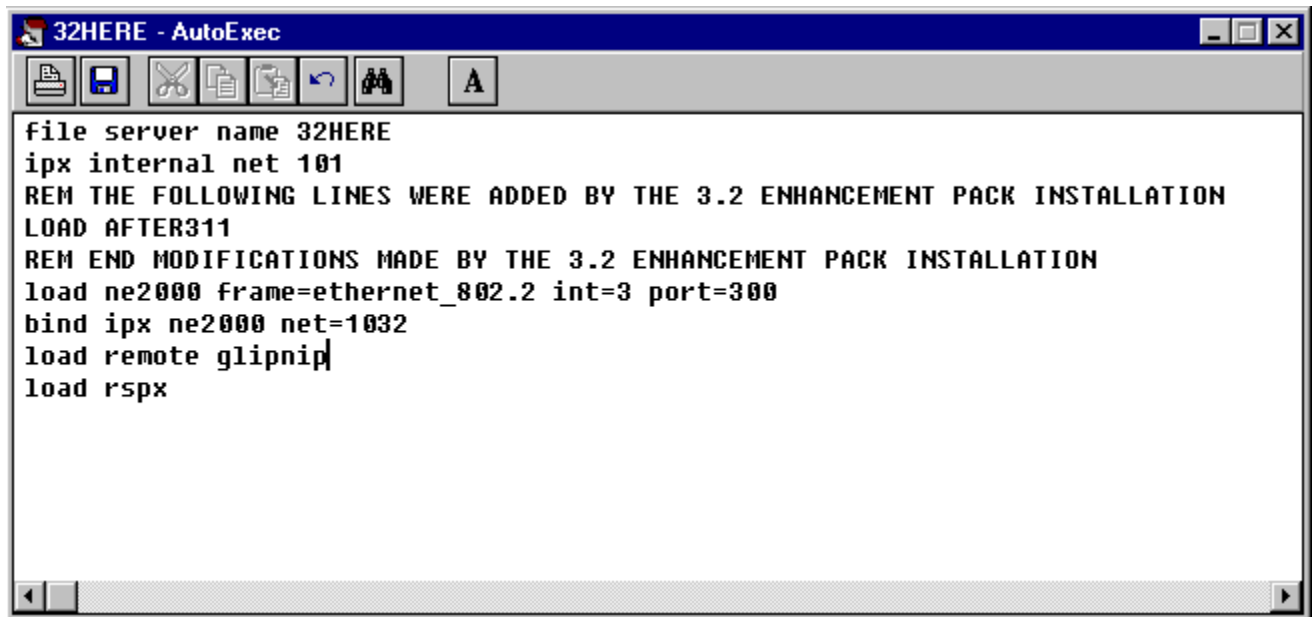 32HERE - AutoExec
A
file server name 32HERE
ipx internal net 101
REM THE FOLLOWING LINES WERE ADDED BY THE 3.2 ENHANCEMENT PACK INSTALLATION
LOAD AFTER311
REM END MODIFICATIONS MADE BY THE 3.2 ENHANCEMENT PACK INSTALLATION
load ne2000 frame=ethernet_802.2 int=3 port=300
bind ipx ne2000 net=1032
load remote glipnip
load rspx